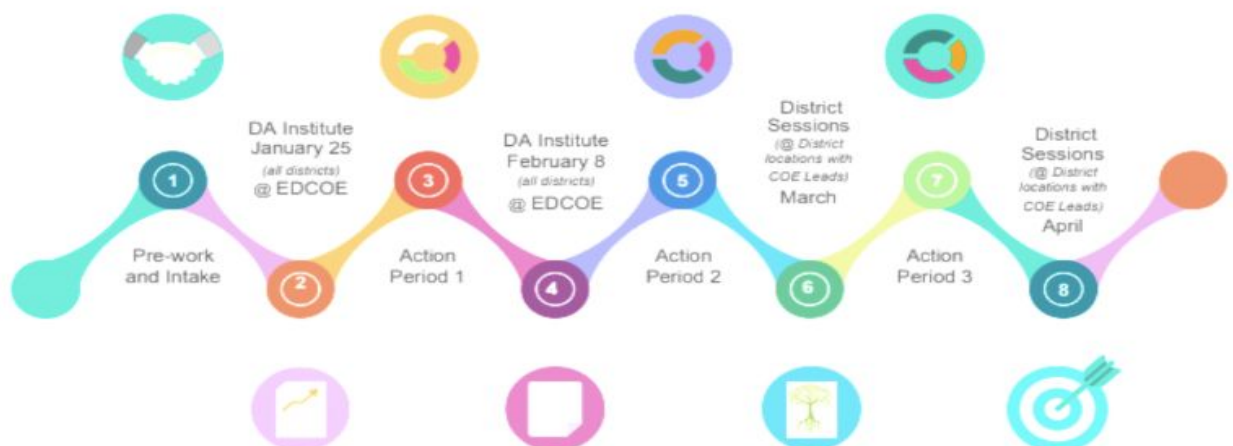 1
Pre-work
and Intake
DA Institute
January 25
(all districts)
@ EDCOE
2
3
Action
Period 1
DA Institute
February 8
(all districts)
@ EDCOE
4
5
Action
Period 2
District
Sessions
(@ District
locations with
COE Leads)
March
6
7
Action
Period 3
District
Sessions
(@ District
locations with
COE Leads)
April
8